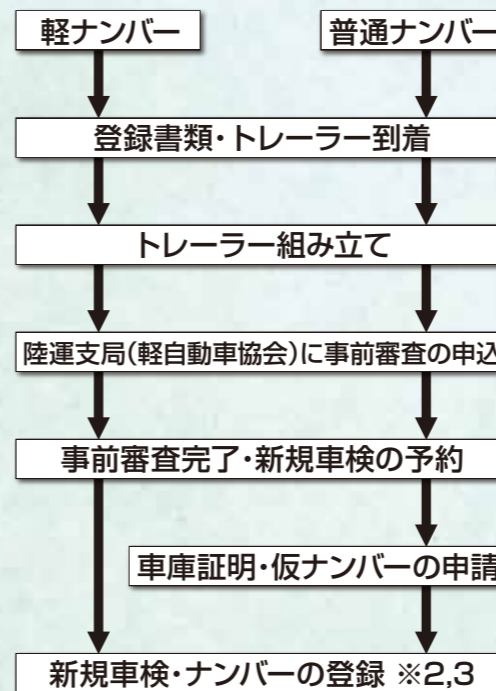 軽ナンバー
普通ナンバー
登録書類・トレーラー到着
トレーラー組み立て
陸運支局(軽自動車協会)に事前審査の申込
事前審査完了・新規車検の予約
車庫証明・仮ナンバーの申請
新規車検・ナンバーの登録 ※2,3